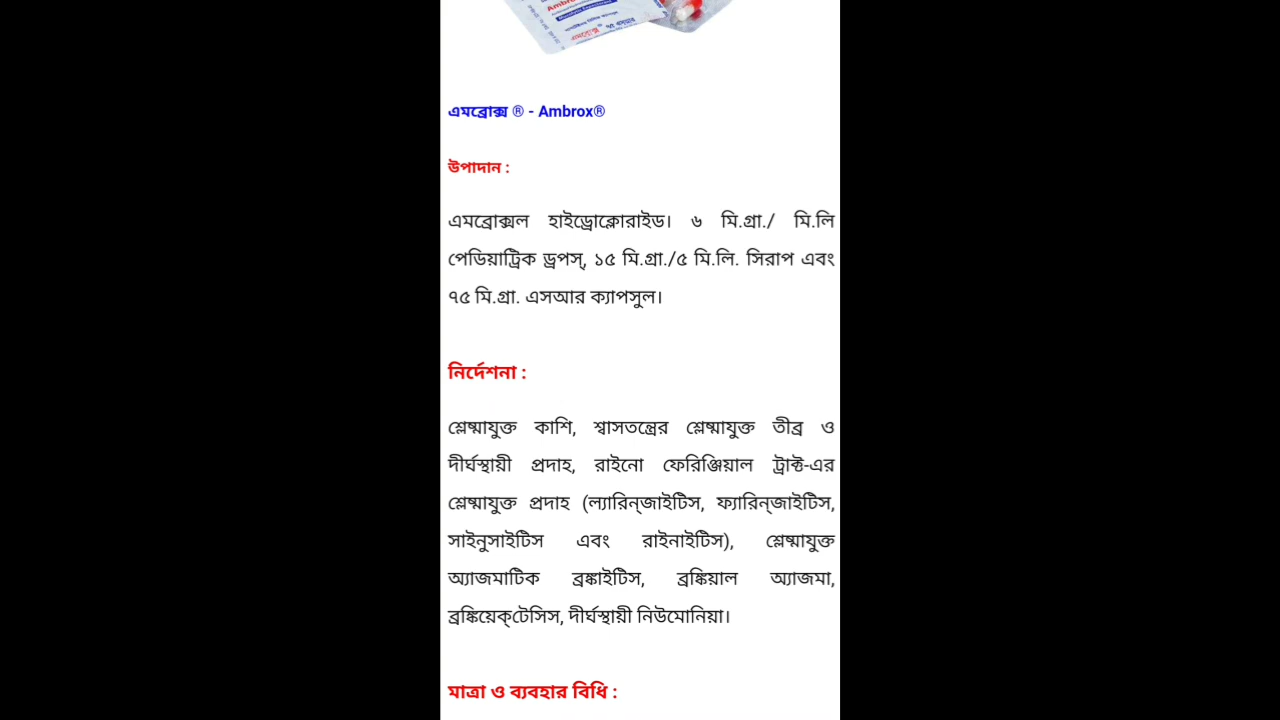 Ambro
এমব্রোক্স ® - Ambrox®
উপাদান :
এমব্রোক্সল হাইড্রোক্লোরাইড। ৬ মি.গ্রা./ মি.লি
পেডিয়াট্রিক ড্রপস্, ১৫ মি.গ্রা./৫ মি.লি. সিরাপ এবং
৭৫ মি.গ্রা. এসআর ক্যাপসুল।
নির্দেশনা :
শ্লেষ্মাযুক্ত কাশি, শ্বাসতন্ত্রের শ্লেষ্মাযুক্ত তীব্র ও
দীর্ঘস্থায়ী প্রদাহ, রাইনো ফেরিঞ্জিয়াল ট্রাক্ট-এর
শ্লেষ্মাযুক্ত প্রদাহ (ল্যারিন্‌জাইটিস, ফ্যারিন্‌জাইটিস,
সাইনুসাইটিস এবং রাইনাইটিস), শ্লেষ্মাযুক্ত
অ্যাজমাটিক ব্রঙ্কাইটিস, ব্রঙ্কিয়াল অ্যাজমা,
ব্রঙ্কিয়েক্‌টেসিস, দীর্ঘস্থায়ী নিউমোনিয়া।
মাত্রা ও ব্যবহার বিধি :